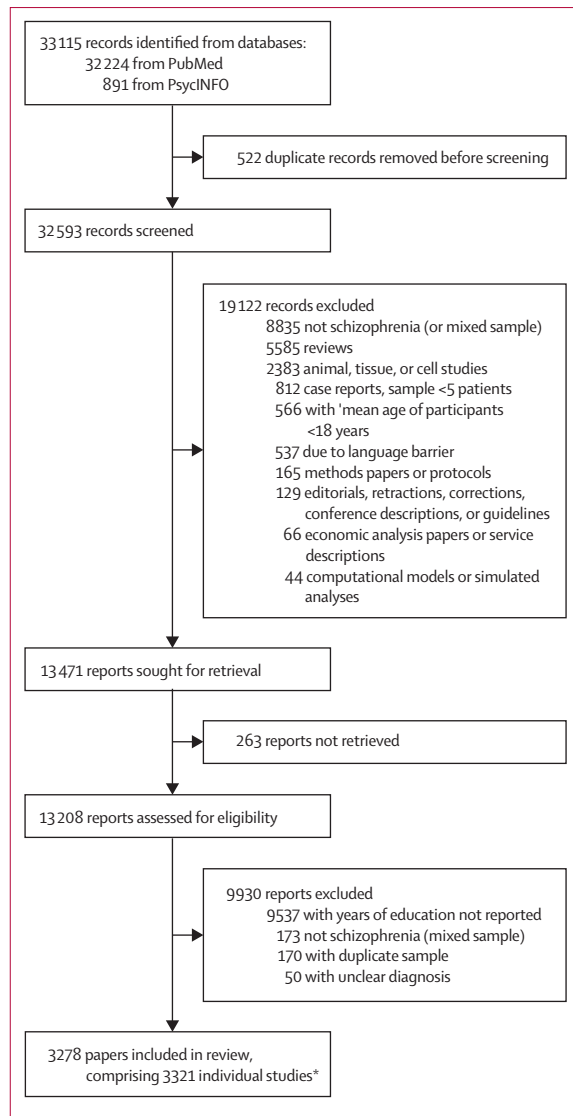 33 115 records identified from databases:
32 224 from PubMed
891 from PsycINFO
522 duplicate records removed before screening
32 593 records screened
19 122 records excluded
8835 not schizophrenia (or mixed sample)
5585 reviews
2383 animal, tissue, or cell studies
812 case reports, sample <5 patients
566 with 'mean age of participants
<18 years
537 due to language barrier
165 methods papers or protocols
129 editorials, retractions, corrections,
conference descriptions, or guidelines
66 economic analysis papers or service
descriptions
44 computational models or simulated
analyses
13 471 reports sought for retrieval
263 reports not retrieved
13 208 reports assessed for eligibility
9930 reports excluded
9537 with years of education not reported
173 not schizophrenia (mixed sample)
170 with duplicate sample
50 with unclear diagnosis
3278 papers included in review,
comprising 3321 individual studies*